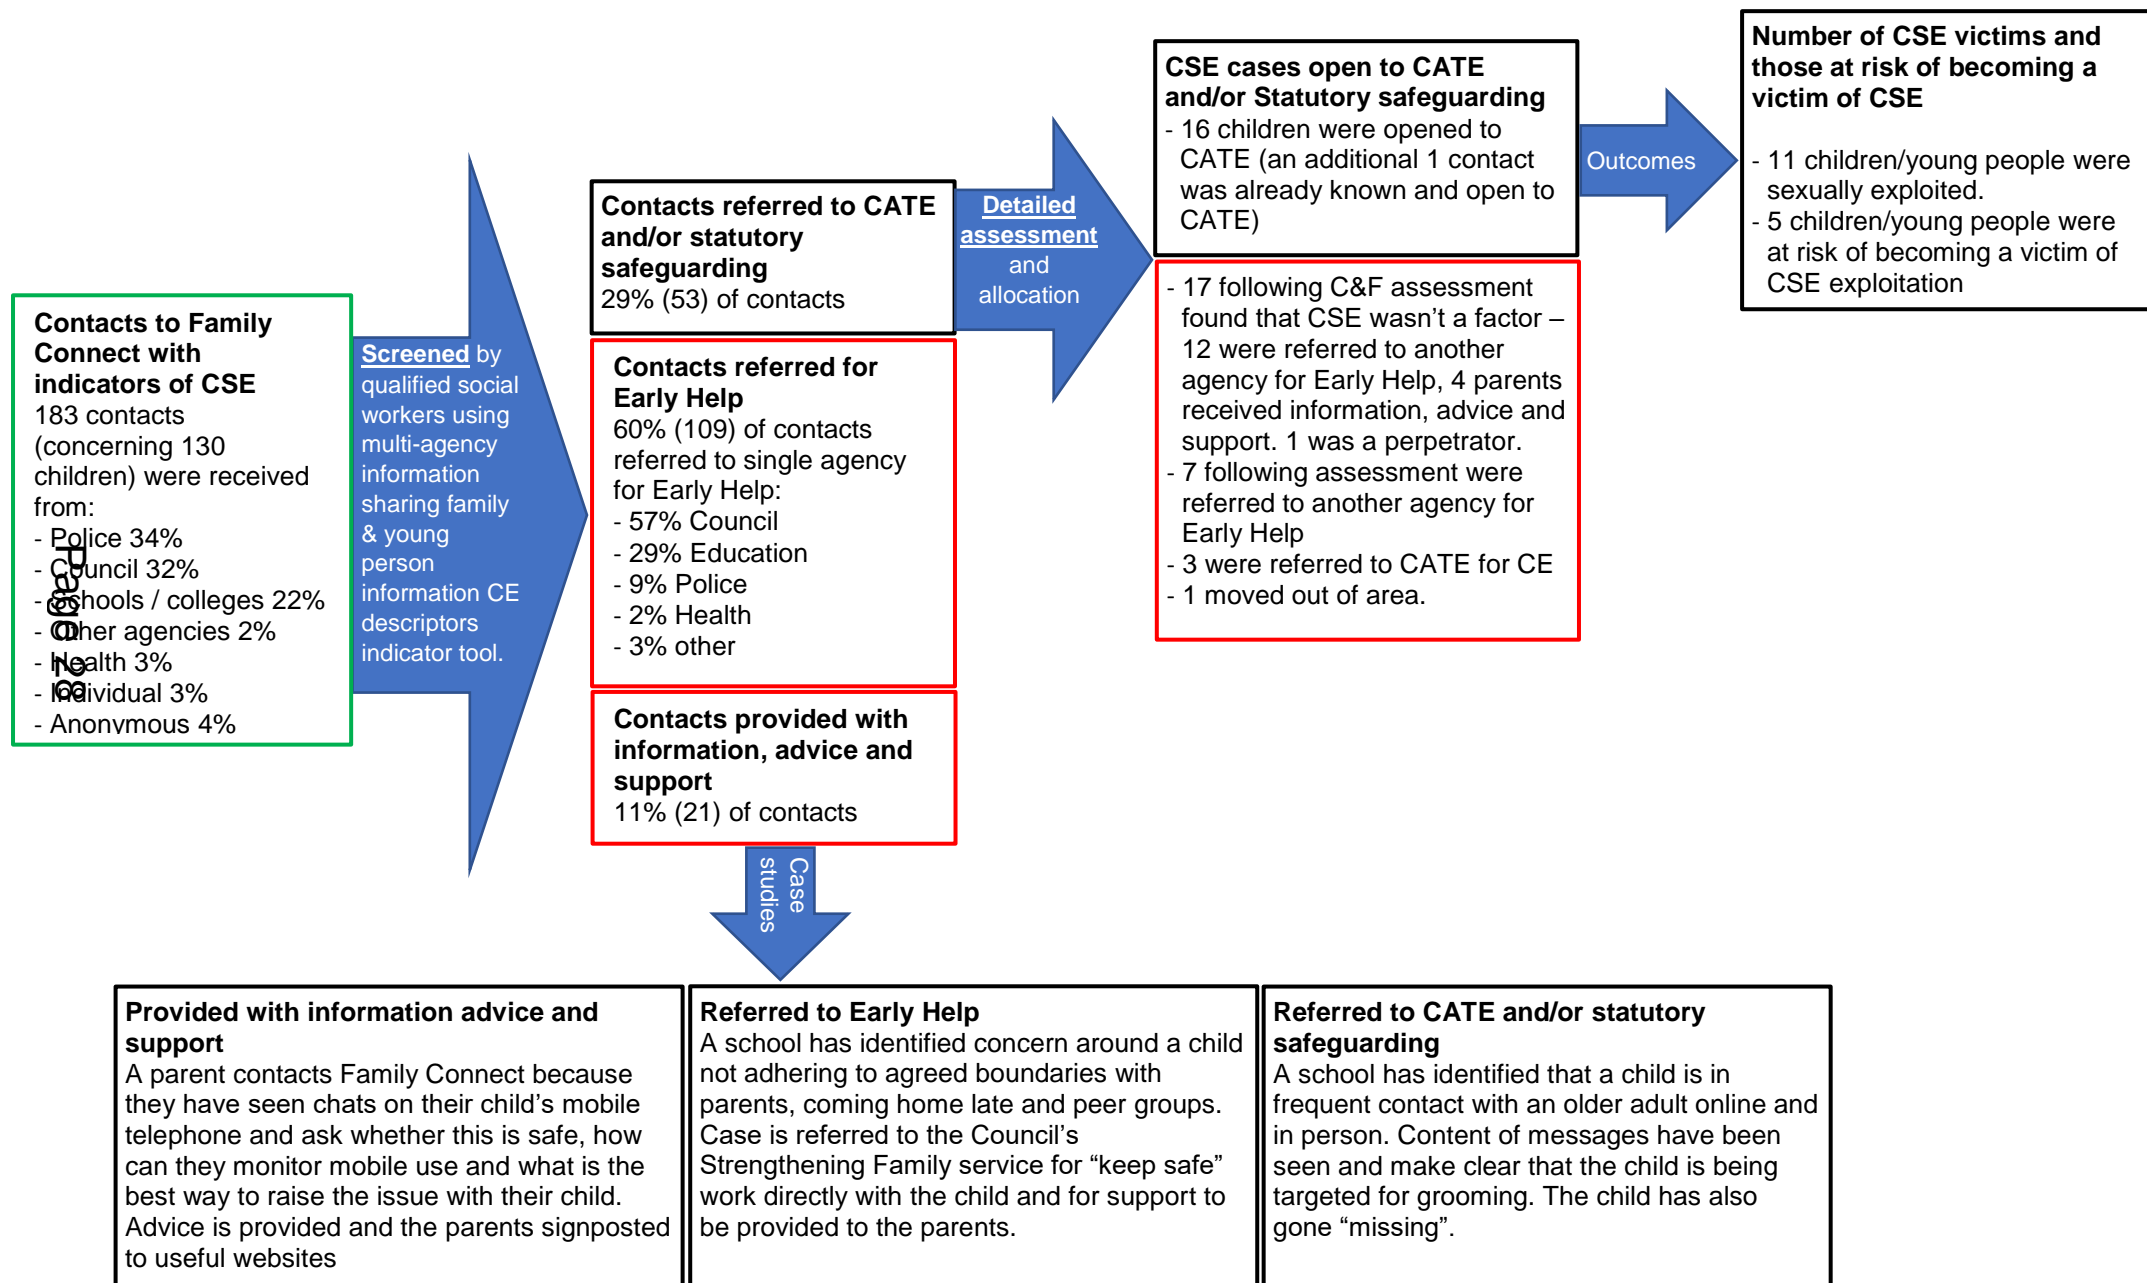 Contacts to Family
Connect with
indicators of CSE
183 contacts
(concerning 130
children) were received
from:
- Police 34%
- Council 32%
- Schools / colleges 22%
- Other agencies 2%
- Health 3%
- Individual 3%
- Anonymous 4%
Page 28
Screened by
qualified social
workers using
multi-agency
information
sharing family
& young
person
information CE
descriptors
indicator tool.
Contacts referred to CATE
and/or statutory
safeguarding
29% (53) of contacts
Contacts referred for
Early Help
60% (109) of contacts
referred to single agency
for Early Help:
- 57% Council
- 29% Education
- 9% Police
- 2% Health
- 3% other
Contacts provided with
information, advice and
support
11% (21) of contacts
Detailed
assessment
and
allocation
CSE cases open to CATE
and/or Statutory safeguarding
- 16 children were opened to
CATE (an additional 1 contact
was already known and open to
CATE)
- 17 following C&F assessment
found that CSE wasn’t a factor –
12 were referred to another
agency for Early Help, 4 parents
received information, advice and
support. 1 was a perpetrator.
- 7 following assessment were
referred to another agency for
Early Help
- 3 were referred to CATE for CE
- 1 moved out of area.
Outcomes
Number of CSE victims and
those at risk of becoming a
victim of CSE
- 11 children/young people were
sexually exploited.
- 5 children/young people were
at risk of becoming a victim of
CSE exploitation
Case
studies
Provided with information advice and
support
A parent contacts Family Connect because
they have seen chats on their child’s mobile
telephone and ask whether this is safe, how
can they monitor mobile use and what is the
best way to raise the issue with their child.
Advice is provided and the parents signposted
to useful websites
Referred to Early Help
A school has identified concern around a child
not adhering to agreed boundaries with
parents, coming home late and peer groups.
Case is referred to the Council’s
Strengthening Family service for “keep safe”
work directly with the child and for support to
be provided to the parents.
Referred to CATE and/or statutory
safeguarding
A school has identified that a child is in
frequent contact with an older adult online and
in person. Content of messages have been
seen and make clear that the child is being
targeted for grooming. The child has also
gone “missing”.